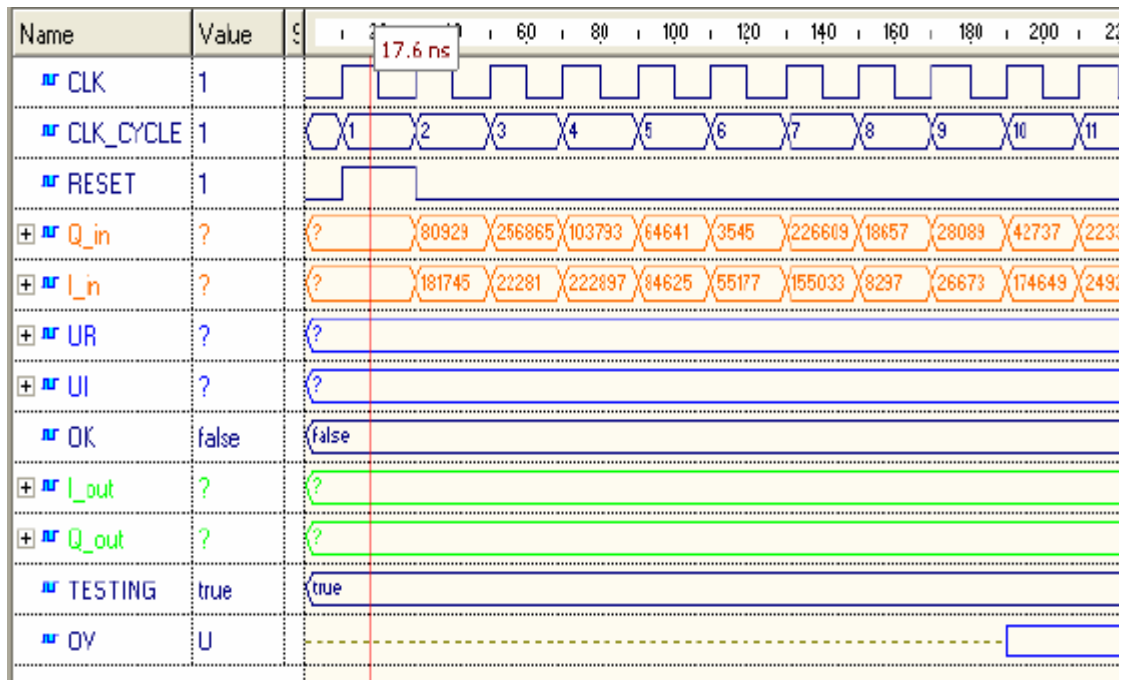 Name Value S 60 80 100 120 140 160 180 200 22
17.6 ns
CLK 1
CLK_CYCLE 1 1 2 3 4 5 6 7 8 9 10 11
RESET 1
Q_in ? ? 80929 256865 103793 64641 3545 226609 18657 28089 42737 2233
I_in ? ? 181745 22281 222897 84625 55177 155033 8297 26673 174649 2492
UR ? ?
UI ? ?
OK false false
I_out ? ?
Q_out ? ?
TESTING true true
OV U